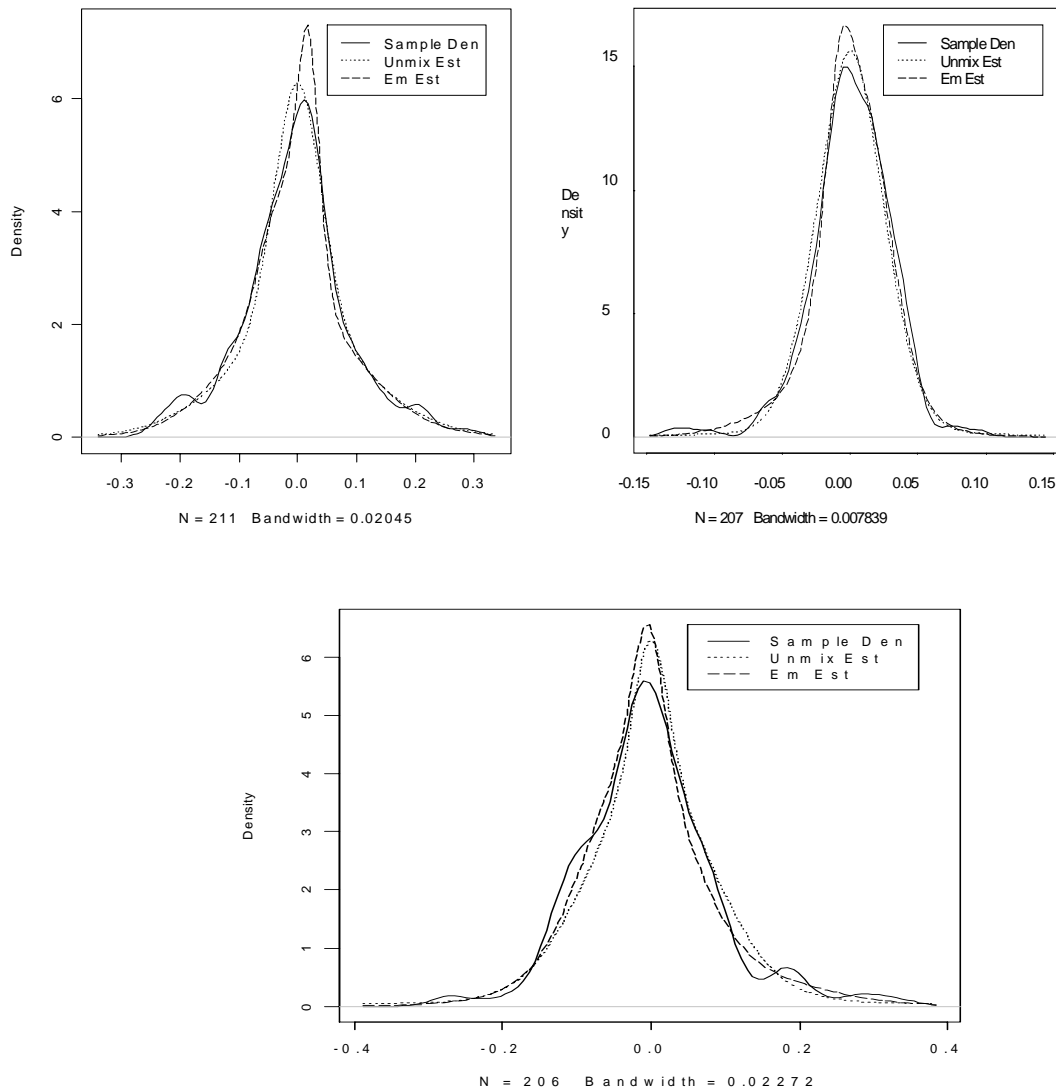 Sample Den
Unmix Est
Em Est
Density
0 2 4 6
-0.3 -0.2 -0.1 0.0 0.1 0.2 0.3
N = 211 Bandwidth = 0.02045
Sample Den
Unmix Est
Em Est
15
10
De
nsit
y
5
0
-0.15 -0.05 0.00 0.05 0.15
N = 207 Bandwidth = 0.007839
Sample Den
Unmix Est
Em Est
Density
0 1 2 3 4 5 6
-0.4 -0.2 0.0 0.2 0.4
N = 206 Bandwidth = 0.02272